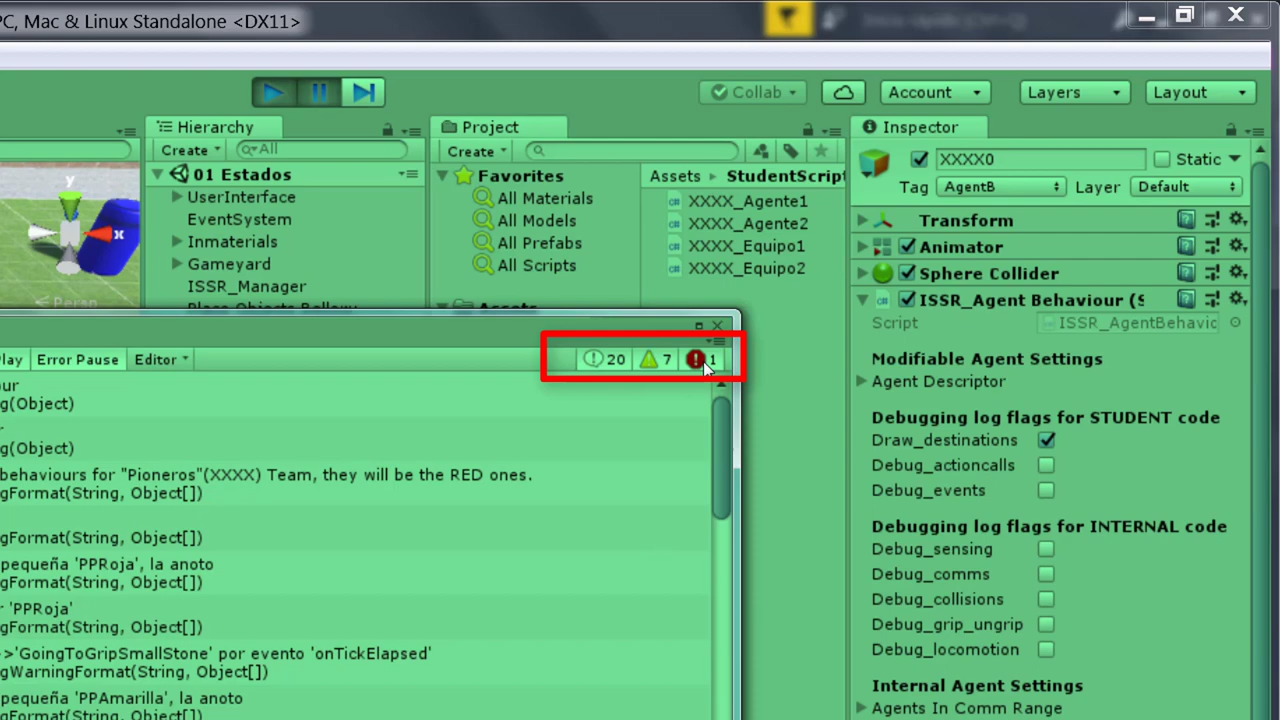 PC, Mac & Linux Standalone <DX11>
Collab
Account
Layers
Layout
Hierarchy
Create
All
01 Estados
UserInterface
EventSystem
Inmaterials
Gameyard
ISSR_Manager
y
x
Persp
Project
Create
Favorites
All Materials
All Models
All Prefabs
All Scripts
Assets
Assets
StudentScript
XXXX_Agente1
XXXX_Agente2
XXXX_Equipo1
XXXX_Equipo2
Inspector
XXXX0
Static
Tag AgentB
Layer Default
Transform
Animator
Sphere Collider
ISSR_Agent Behaviour (S
Script ISSR_AgentBehavic
Modifiable Agent Settings
Agent Descriptor
Debugging log flags for STUDENT code
Draw_destinations
Debug_actioncalls
Debug_events
Debugging log flags for INTERNAL code
Debug_sensing
Debug_comms
Debug_collisions
Debug_grip_ungrip
Debug_locomotion
Internal Agent Settings
Agents In Comm Range
Play
Error Pause
Editor
20
7
1
our
g(Object)
r
g(Object)
behaviours for "Pioneros"(XXXX) Team, they will be the RED ones.
gFormat(String, Object[])
gFormat(String, Object[])
pequeña 'PPRoja', la anoto
gFormat(String, Object[])
r 'PPRoja'
gFormat(String, Object[])
->'GoingToGripSmallStone' por evento 'onTickElapsed'
gWarningFormat(String, Object[])
pequeña 'PPAmarilla', la anoto
gFormat(String, Object[])